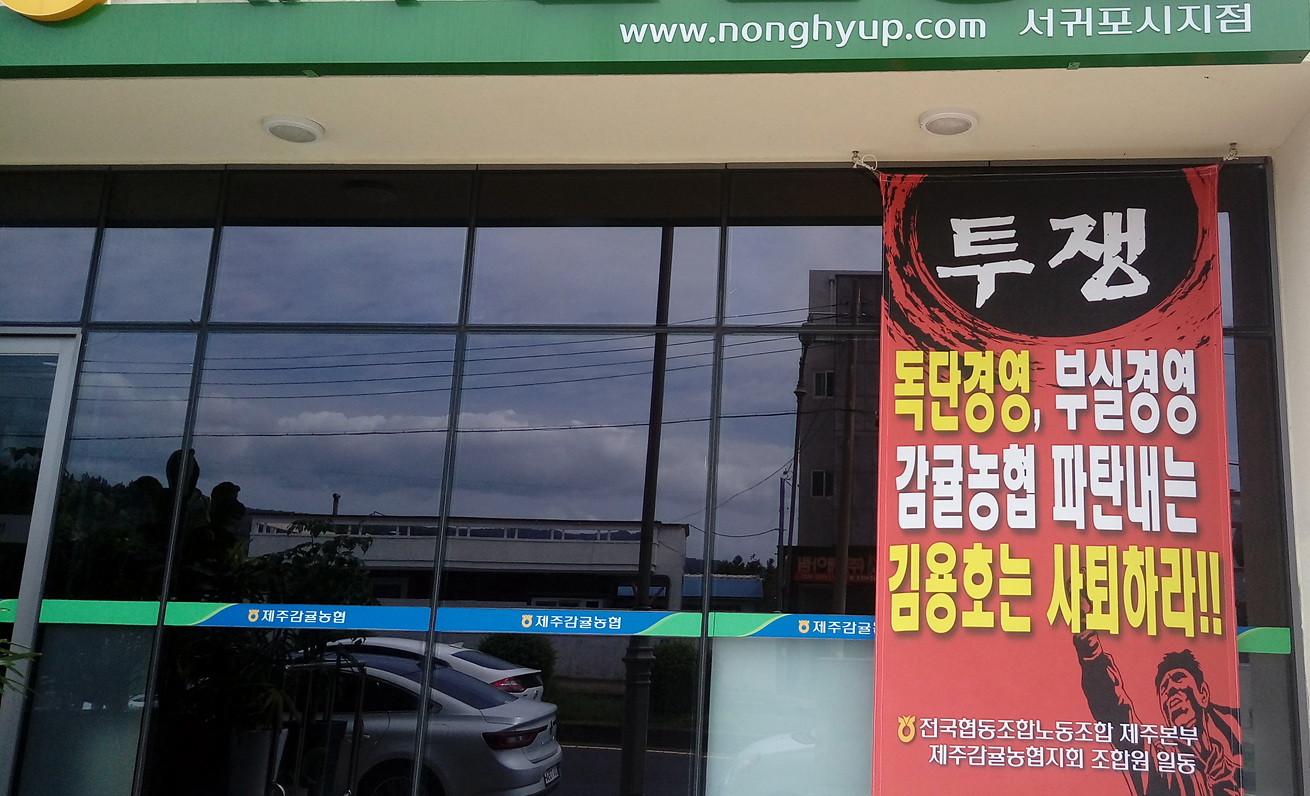 www.nonghyup.com 서귀포시지점
투쟁
독단경영, 부실경영
감귤농협 파탄내는
김용호는 사퇴하라!!
제주감귤농협 제주감귤농협 제주감귤
전국협동조합노동조합 제주본부
제주감귤농협지회 조합원 일동